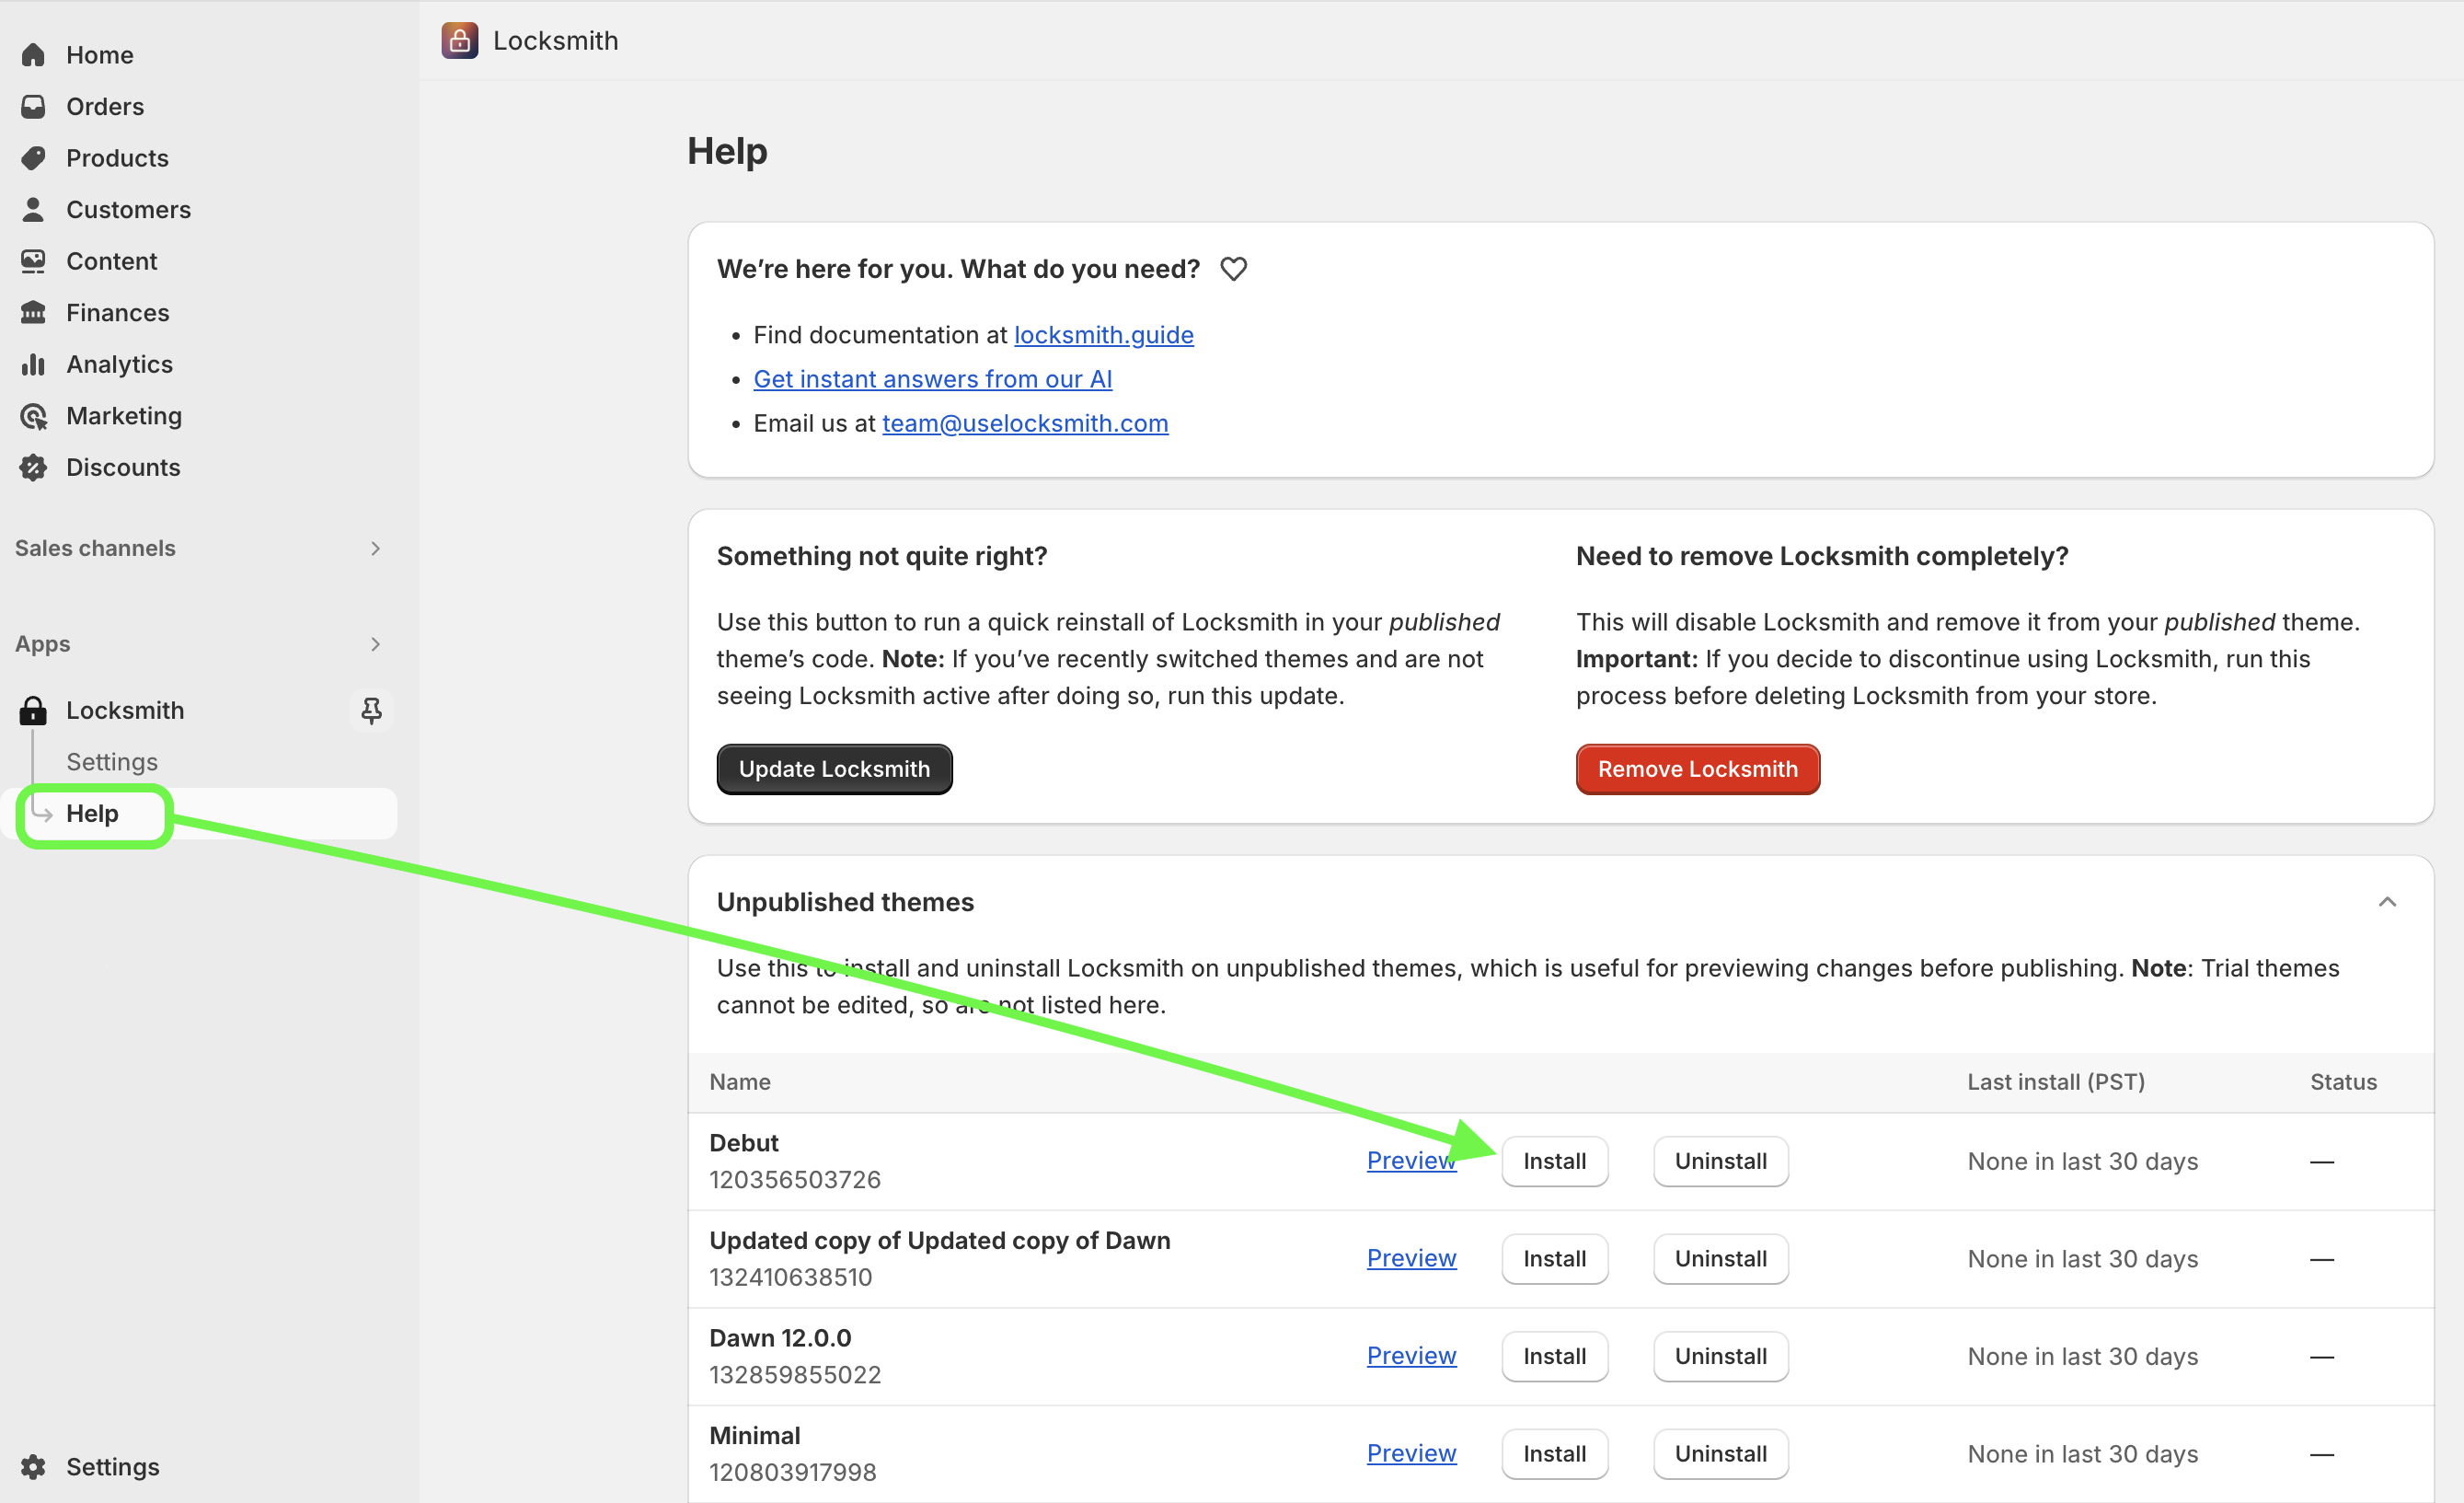 Home
Orders
Products
Customers
Content
Finances
Analytics
Marketing
Discounts
Sales channels
Apps
Locksmith
Settings
Help
Settings
Locksmith
Help
We’re here for you. What do you need?
• Find documentation at locksmith.guide
• Get instant answers from our AI
• Email us at team@uselocksmith.com
Something not quite right?
Use this button to run a quick reinstall of Locksmith in your published
theme’s code. Note: If you’ve recently switched themes and are not
seeing Locksmith active after doing so, run this update.
Update Locksmith
Need to remove Locksmith completely?
This will disable Locksmith and remove it from your published theme.
Important: If you decide to discontinue using Locksmith, run this
process before deleting Locksmith from your store.
Remove Locksmith
Unpublished themes
Use this to install and uninstall Locksmith on unpublished themes, which is useful for previewing changes before publishing. Note: Trial themes
cannot be edited, so are not listed here.
Name Last install (PST) Status
Debut
120356503726
Preview Install Uninstall None in last 30 days —
Updated copy of Updated copy of Dawn
132410638510
Preview Install Uninstall None in last 30 days —
Dawn 12.0.0
132859855022
Preview Install Uninstall None in last 30 days —
Minimal
120803917998
Preview Install Uninstall None in last 30 days —